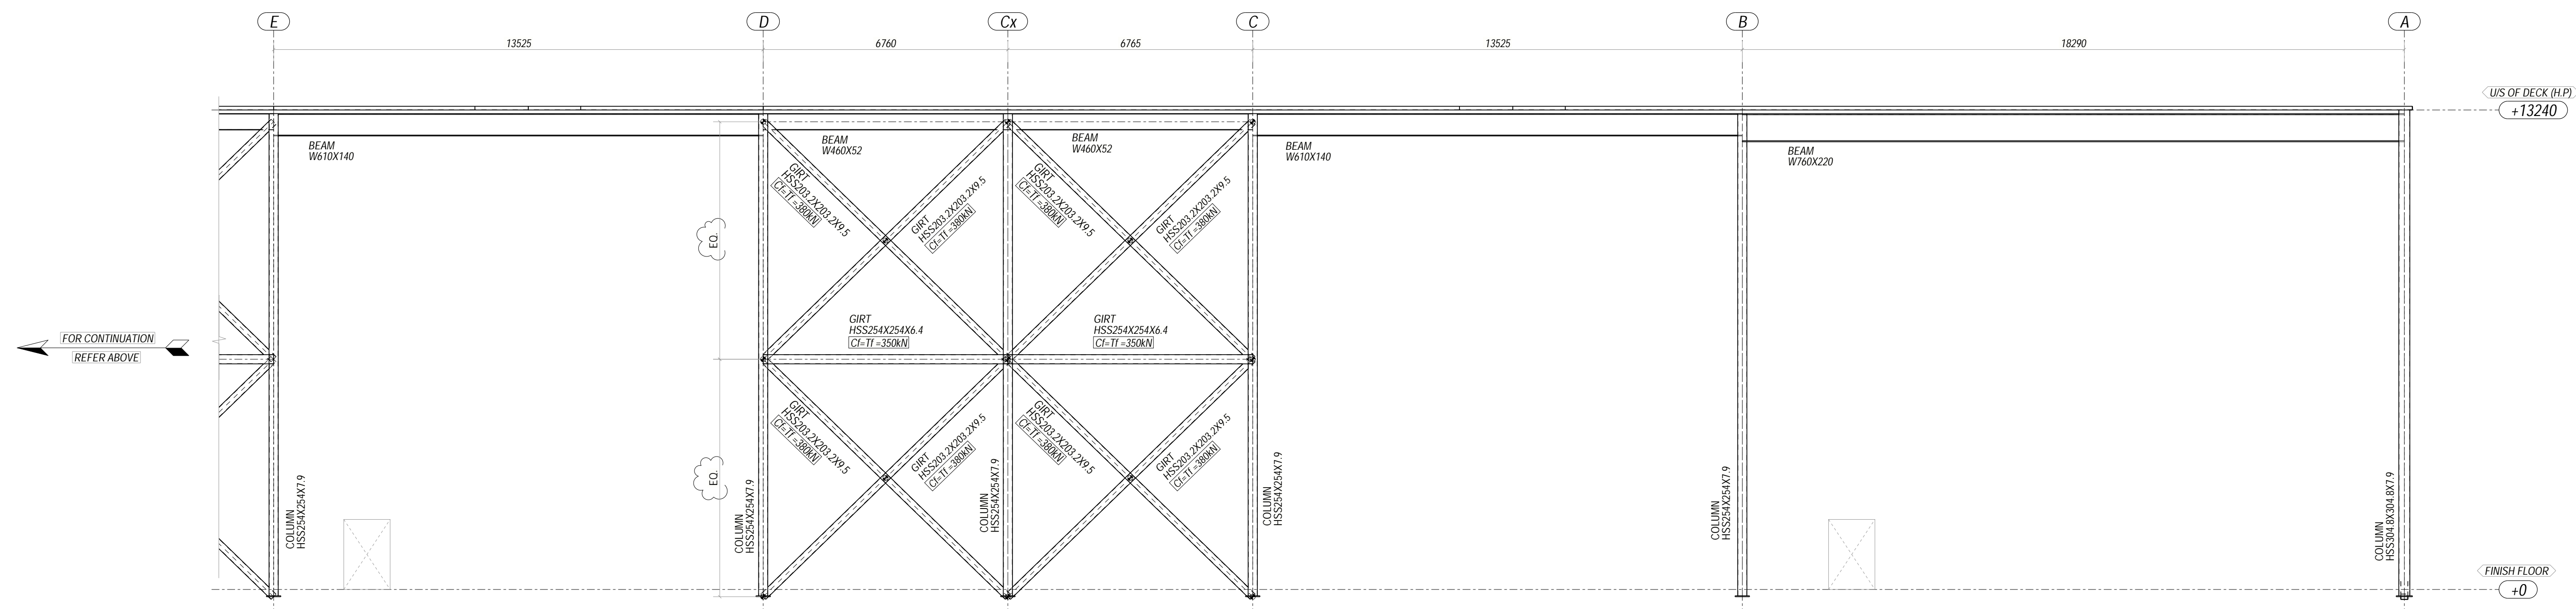 E
D
Cx
C
B
A
13525
6760
6765
13525
18290
U/S OF DECK (H.P)
+13240
BEAM
W610X140
BEAM
W460X52
BEAM
W460X52
BEAM
W610X140
BEAM
W760X220
GIRT
HSS203.2X203.2X9.5
Cf=Tf =380kN
GIRT
HSS203.2X203.2X9.5
Cf=Tf =380kN
GIRT
HSS203.2X203.2X9.5
Cf=Tf =380kN
GIRT
HSS203.2X203.2X9.5
Cf=Tf =380kN
EQ.
FOR CONTINUATION
REFER ABOVE
GIRT
HSS254X254X6.4
Cf=Tf =350kN
GIRT
HSS254X254X6.4
Cf=Tf =350kN
GIRT
HSS203.2X203.2X9.5
Cf=Tf =380kN
GIRT
HSS203.2X203.2X9.5
Cf=Tf =380kN
GIRT
HSS203.2X203.2X9.5
Cf=Tf =380kN
GIRT
HSS203.2X203.2X9.5
Cf=Tf =380kN
EQ.
COLUMN
HSS254X254X7.9
COLUMN
HSS254X254X7.9
COLUMN
HSS254X254X7.9
COLUMN
HSS254X254X7.9
COLUMN
HSS254X254X7.9
COLUMN
HSS304.8X304.8X7.9
FINISH FLOOR
+0